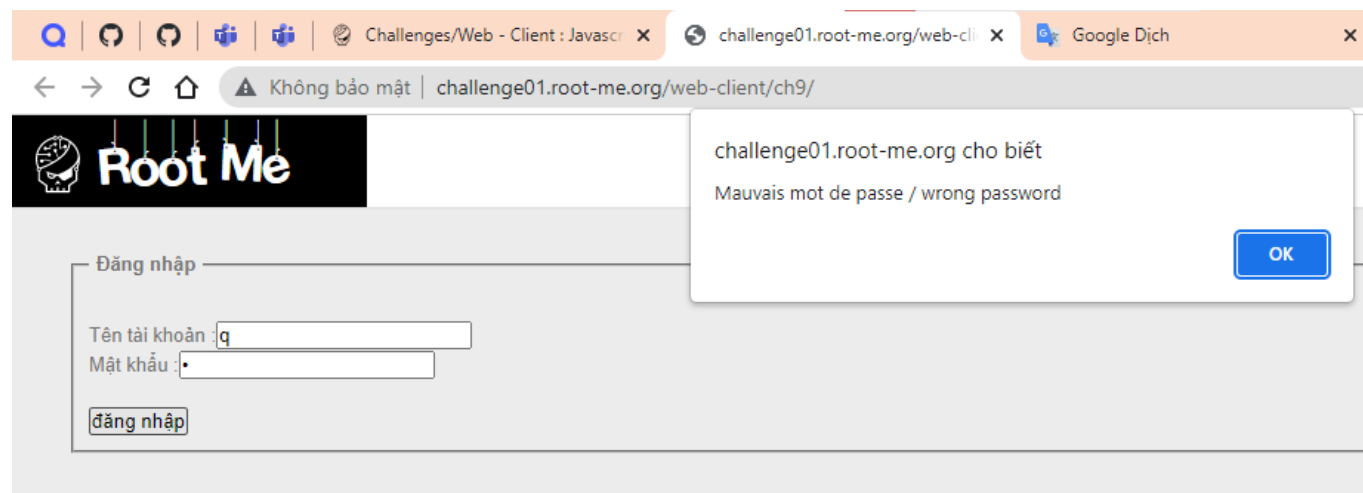 Challenges/Web - Client : Javascr
challenge01.root-me.org/web-cli
Google Dịch
Không bảo mật | challenge01.root-me.org/web-client/ch9/
Root Me
challenge01.root-me.org cho biết
Mauvais mot de passe / wrong password
OK
Đăng nhập
Tên tài khoản :q
Mật khẩu :•
đăng nhập